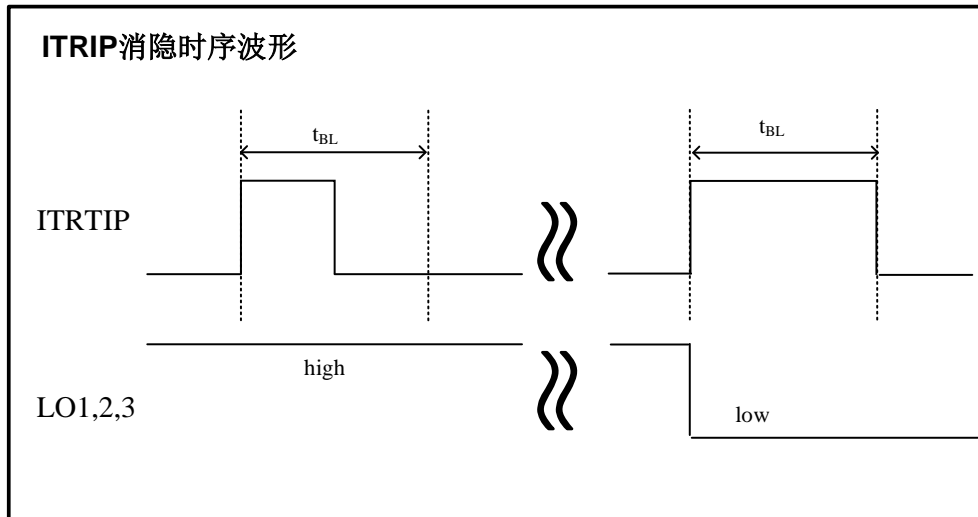 ITRIP消隐时序波形
tBL
tBL
ITRTIP
high
LO1,2,3
low